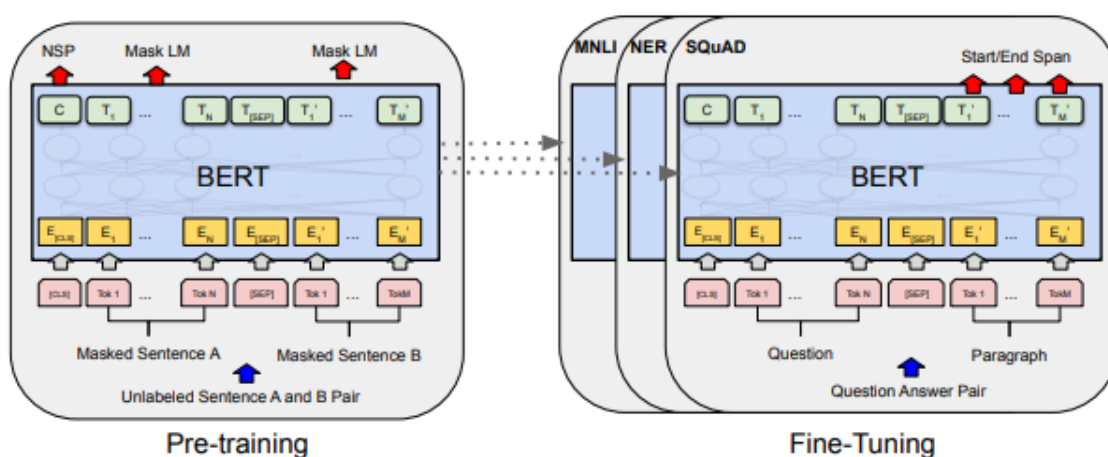 NSP Mask LM Mask LM
C T1 ... TN T[SEP] T1' ... TM'
...
BERT
E[CLS] E1 ... EN E[SEP] E1' ... EM'
[CLS] Tok 1 ... Tok N [SEP] Tok 1 ... TokM
Masked Sentence A Masked Sentence B
Unlabeled Sentence A and B Pair
Pre-training
MNLI NER SQuAD
Start/End Span
C T1 ... TN T[SEP] T1' ... TM'
...
BERT
E[CLS] E1 ... EN E[SEP] E1' ... EM'
[CLS] Tok 1 ... Tok N [SEP] Tok 1 ... TokM
Question Paragraph
Question Answer Pair
Fine-Tuning